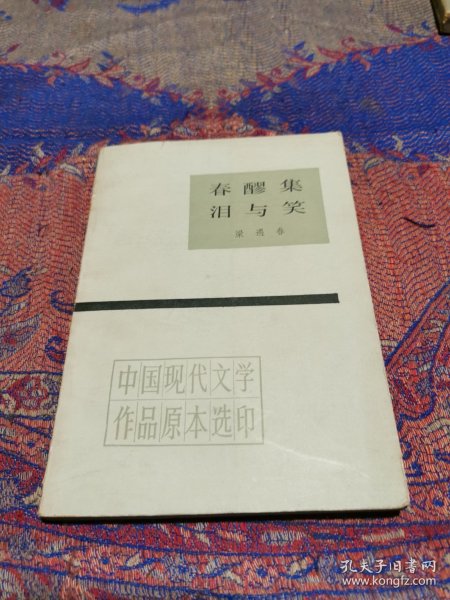 春醪集
泪与笑
梁遇春
中国现代文学
作品原本选印
孔夫子旧书网
www.kongfz.com